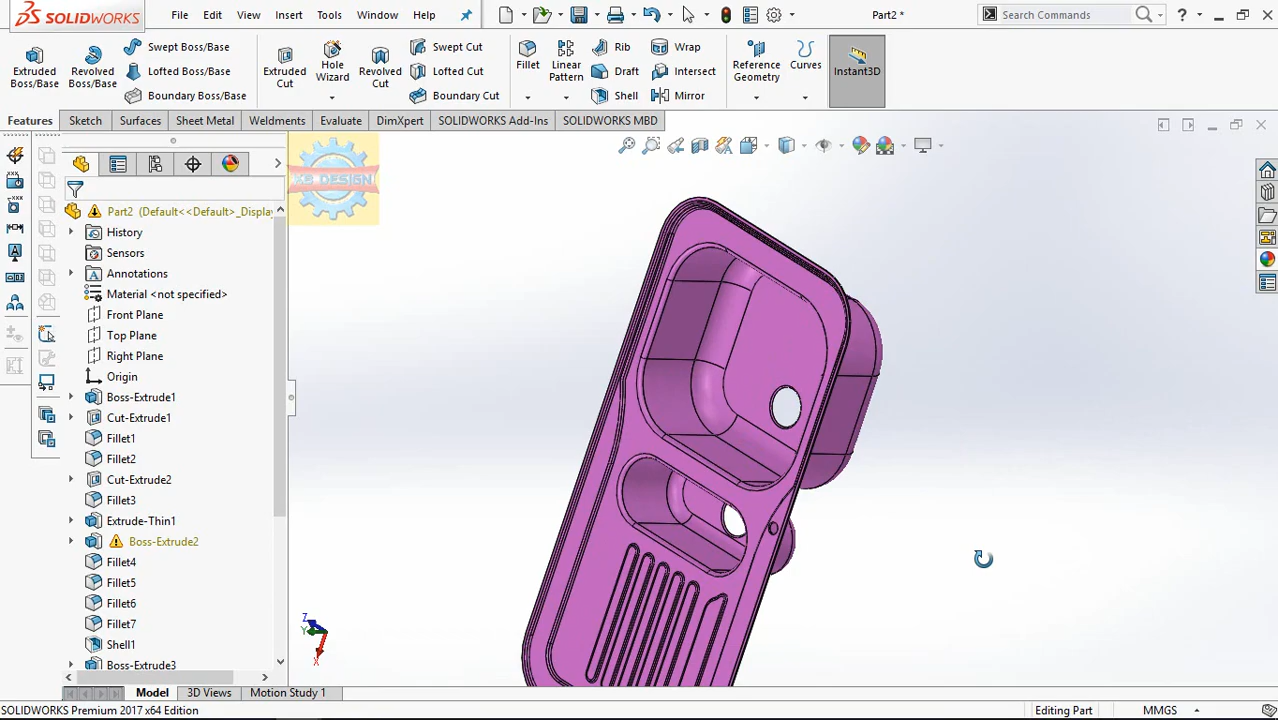 SOLIDWORKS File Edit View Insert Tools Window Help Part2 * Search Commands ?
Extruded Boss/Base
Revolved Boss/Base
Swept Boss/Base
Lofted Boss/Base
Boundary Boss/Base
Extruded Cut
Hole Wizard
Revolved Cut
Swept Cut
Lofted Cut
Boundary Cut
Fillet
Linear Pattern
Rib
Draft
Shell
Wrap
Intersect
Mirror
Reference Geometry
Curves
Instant3D
Features Sketch Surfaces Sheet Metal Weldments Evaluate DimXpert SOLIDWORKS Add-Ins SOLIDWORKS MBD
KB DESIGN
Part2 (Default<<Default>_Displa
History
Sensors
Annotations
Material <not specified>
Front Plane
Top Plane
Right Plane
Origin
Boss-Extrude1
Cut-Extrude1
Fillet1
Fillet2
Cut-Extrude2
Fillet3
Extrude-Thin1
Boss-Extrude2
Fillet4
Fillet5
Fillet6
Fillet7
Shell1
Boss-Extrude3
Z
Y
X
Model 3D Views Motion Study 1
SOLIDWORKS Premium 2017 x64 Edition Editing Part MMGS